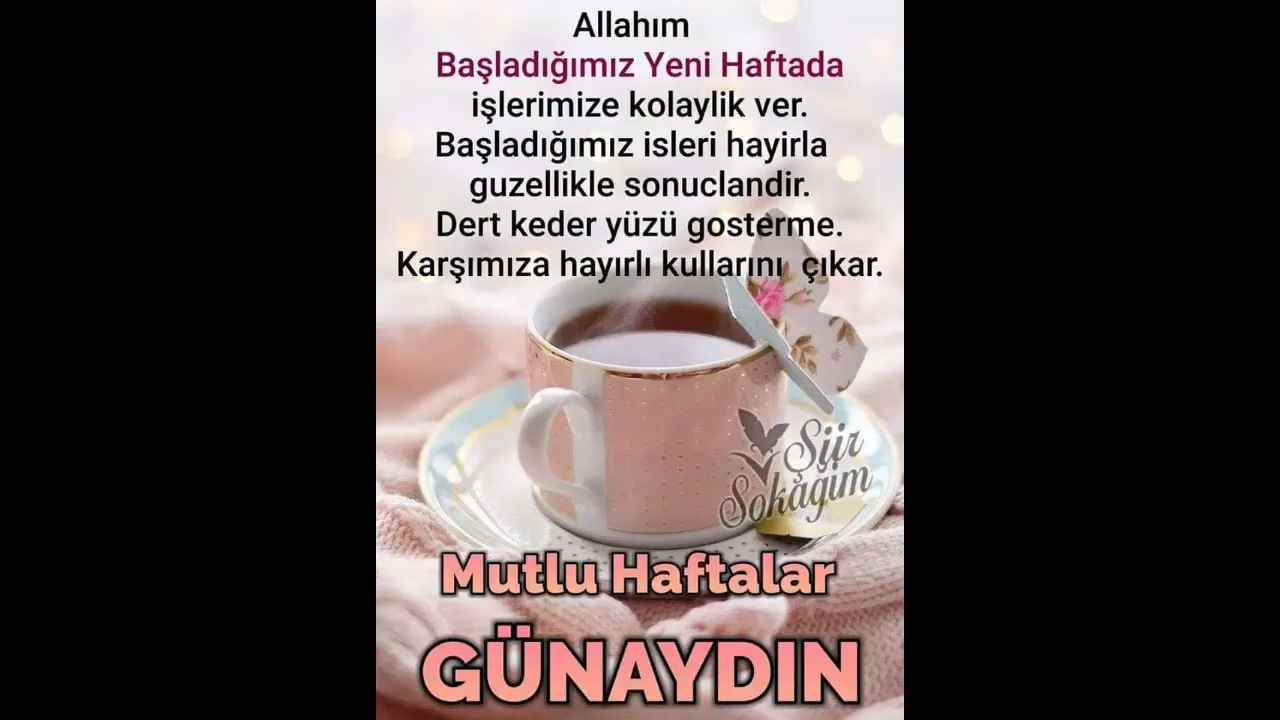 Allahım
Başladığımız Yeni Haftada
işlerimize kolaylik ver.
Başladığımız isleri hayirla
guzellikle sonuclandir.
Dert keder yüzü gosterme.
Karşımıza hayırlı kullarını çıkar.
Şiir
Sokağım
Mutlu Haftalar
GÜNAYDIN